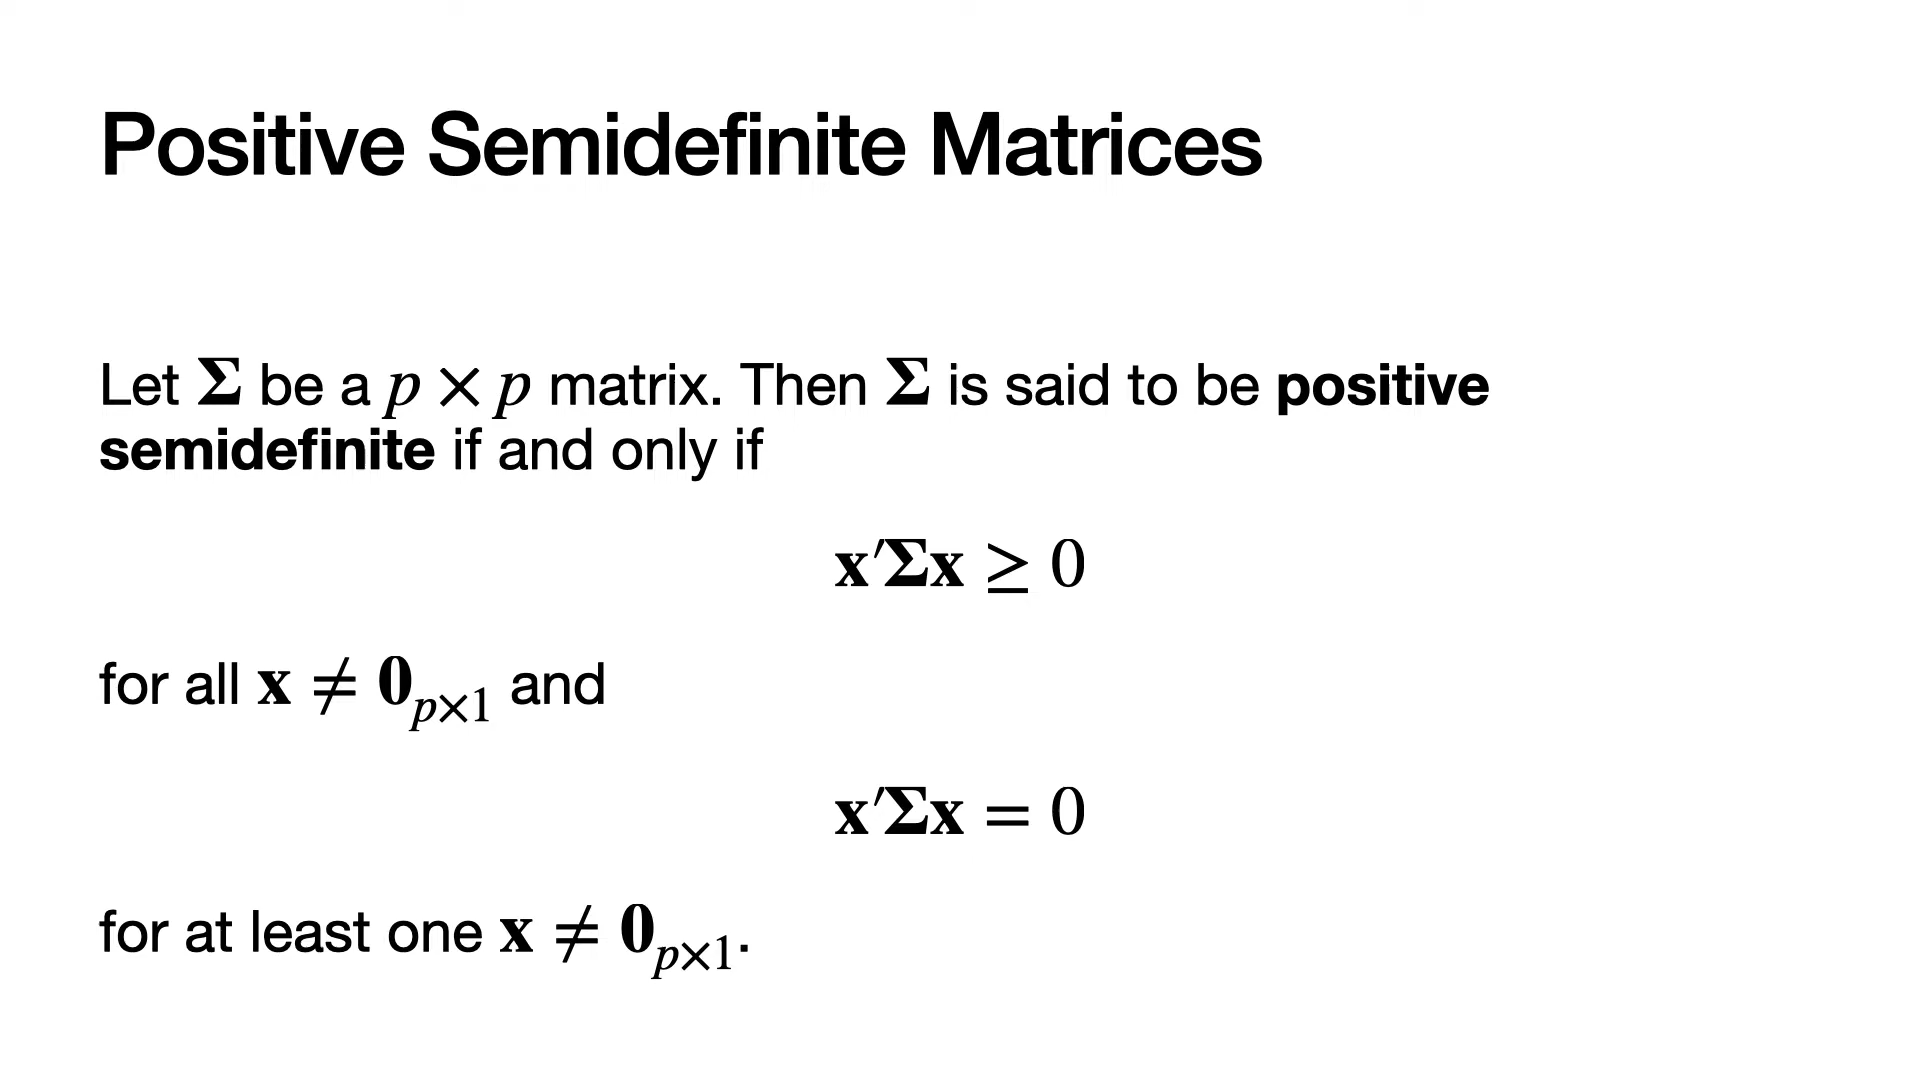 Positive Semidefinite Matrices
Let Σ be a p × p matrix. Then Σ is said to be positive
semidefinite if and only if
x′Σx ≥ 0
for all x ≠ 0ₚ×₁ and
x′Σx = 0
for at least one x ≠ 0ₚ×₁.